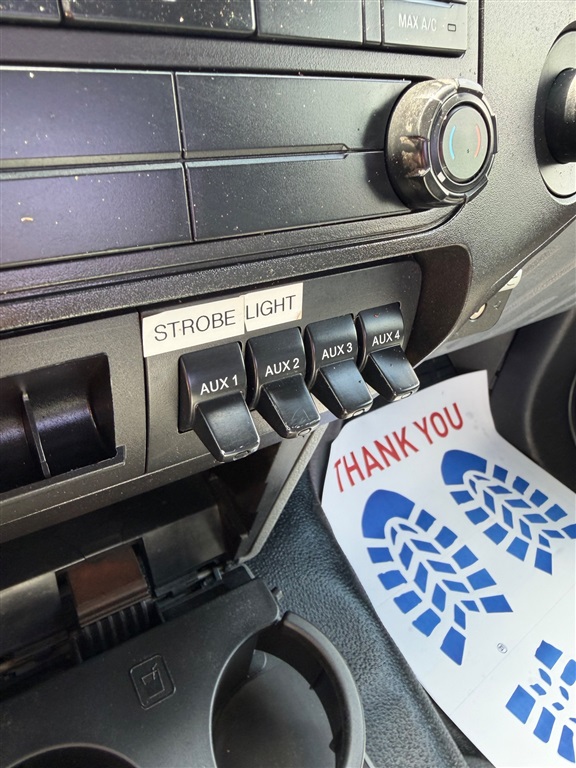 MAX A/C
STROBE LIGHT
AUX 1 AUX 2 AUX 3 AUX 4
THANK YOU
®